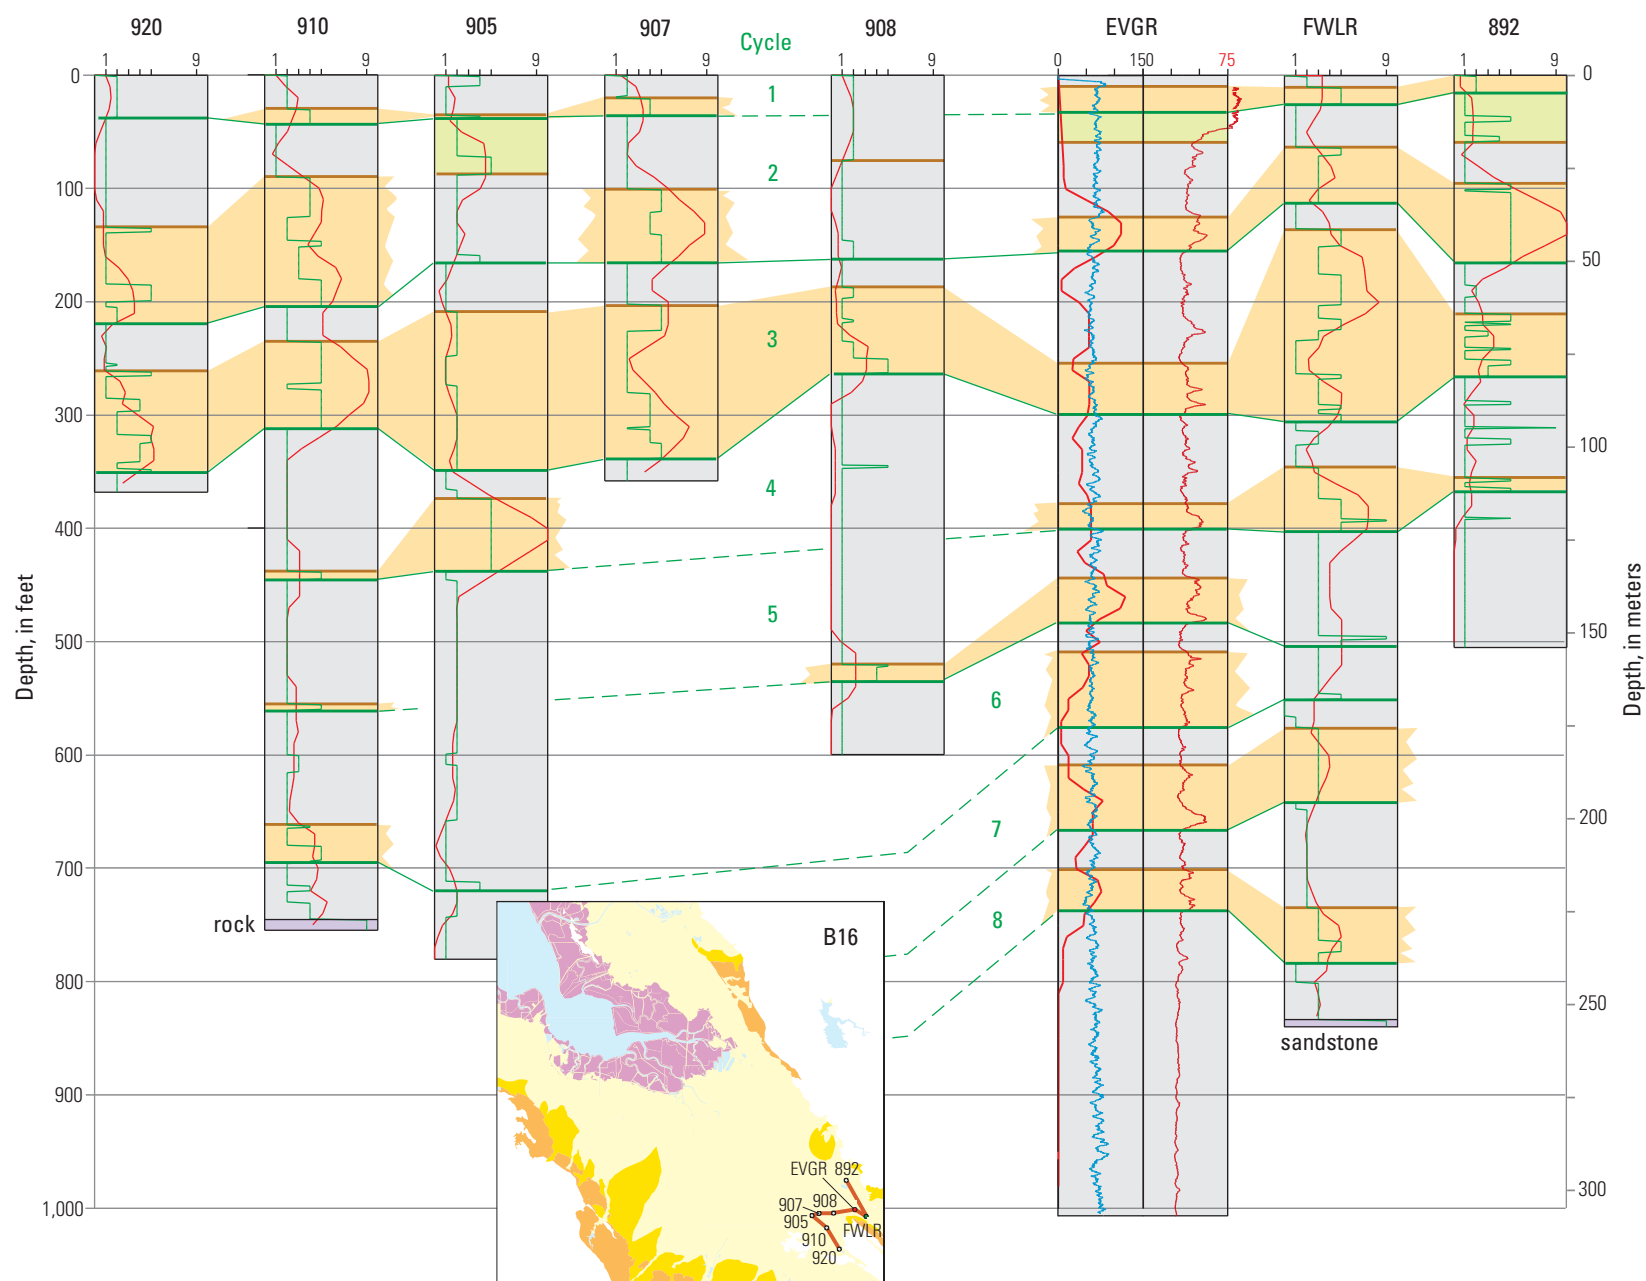 920 910 905 907 Cycle 908 EVGR FWLR 892
1 9 1 9 1 9 1 9 1 9 0 150 75 1 9 1 9
0 1 0
100 2
50
200 3
300
100
400 4
500 5 150
600 6
700 7 200
rock 8
800 250
900
1,000 300
Depth, in feet
Depth, in meters
sandstone
B16
EVGR 892
907 908
905 FWLR
910
920